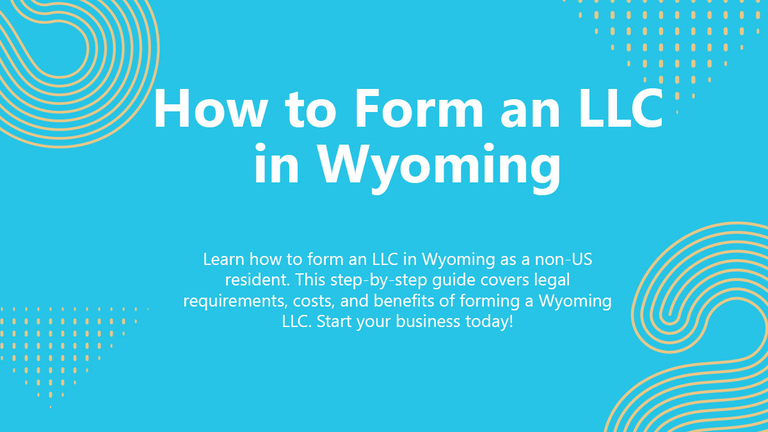 How to Form an LLC
in Wyoming
Learn how to form an LLC in Wyoming as a non-US
resident. This step-by-step guide covers legal
requirements, costs, and benefits of forming a Wyoming
LLC. Start your business today!